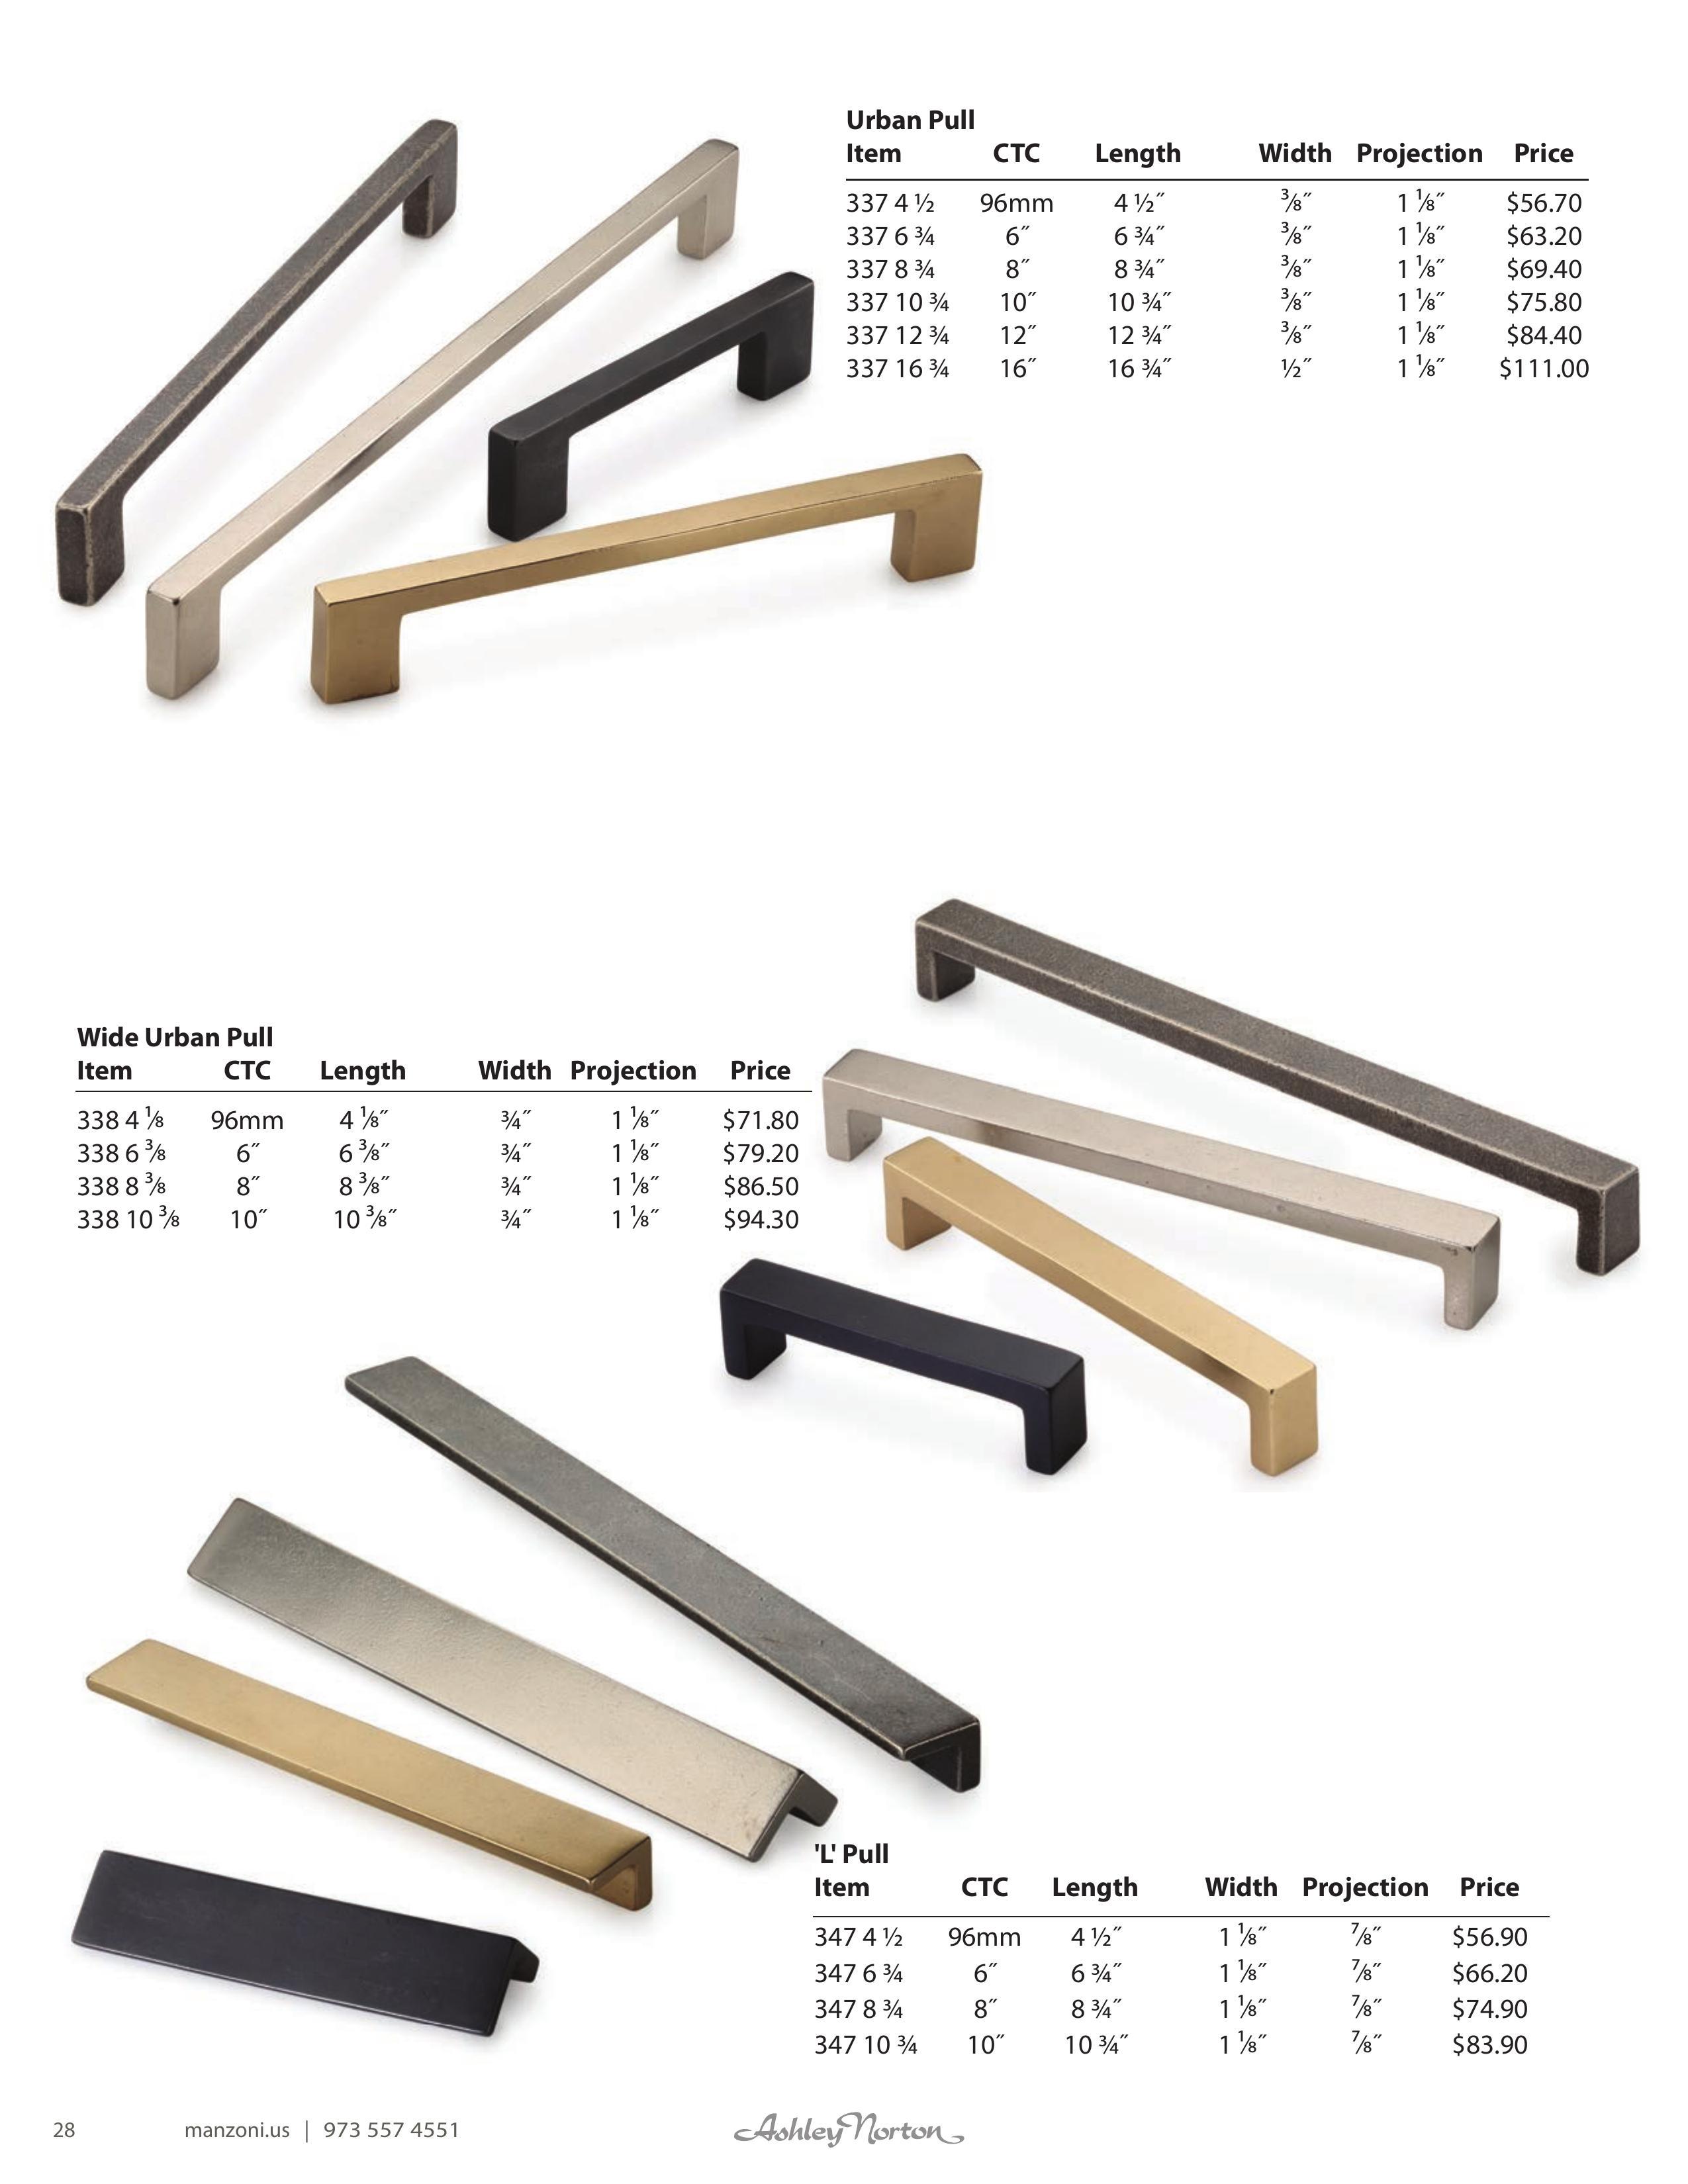 Urban Pull
Item CTC Length Width Projection Price
337 4 ½ 96mm 4 ½″ ⅜″ 1 ⅛″ $56.70
337 6 ¾ 6″ 6 ¾″ ⅜″ 1 ⅛″ $63.20
337 8 ¾ 8″ 8 ¾″ ⅜″ 1 ⅛″ $69.40
337 10 ¾ 10″ 10 ¾″ ⅜″ 1 ⅛″ $75.80
337 12 ¾ 12″ 12 ¾″ ⅜″ 1 ⅛″ $84.40
337 16 ¾ 16″ 16 ¾″ ½″ 1 ⅛″ $111.00
Wide Urban Pull
Item CTC Length Width Projection Price
338 4 ⅛ 96mm 4 ⅛″ ¾″ 1 ⅛″ $71.80
338 6 ⅜ 6″ 6 ⅜″ ¾″ 1 ⅛″ $79.20
338 8 ⅜ 8″ 8 ⅜″ ¾″ 1 ⅛″ $86.50
338 10 ⅜ 10″ 10 ⅜″ ¾″ 1 ⅛″ $94.30
'L' Pull
Item CTC Length Width Projection Price
347 4 ½ 96mm 4 ½″ 1 ⅛″ ⅞″ $56.90
347 6 ¾ 6″ 6 ¾″ 1 ⅛″ ⅞″ $66.20
347 8 ¾ 8″ 8 ¾″ 1 ⅛″ ⅞″ $74.90
347 10 ¾ 10″ 10 ¾″ 1 ⅛″ ⅞″ $83.90
28 manzoni.us | 973 557 4551 Ashley Norton